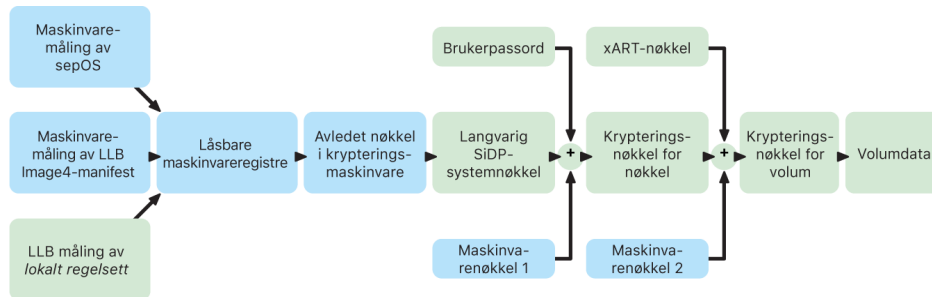 Maskinvare-
måling av
sepOS
Brukerpassord
xART-nøkkel
Maskinvare-
måling av LLB
Image4-manifest
Låsbare
maskinvareregistre
Avledet nøkkel
i krypterings-
maskinvare
Langvarig
SiDP-
systemnøkkel
+
Krypterings-
nøkkel for
nøkkel
+
Krypterings-
nøkkel for
volum
Volumdata
LLB måling av
lokalt regelsett
Maskinva-
renøkkel 1
Maskinva-
renøkkel 2